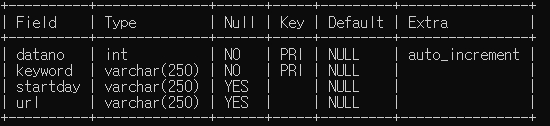 +----------+--------------+------+-----+---------+----------------+
| Field    | Type         | Null | Key | Default | Extra          |
+----------+--------------+------+-----+---------+----------------+
| datano   | int          | NO   | PRI | NULL    | auto_increment |
| keyword  | varchar(250) | NO   | PRI | NULL    |                |
| startday | varchar(250) | YES  |     | NULL    |                |
| url      | varchar(250) | YES  |     | NULL    |                |
+----------+--------------+------+-----+---------+----------------+